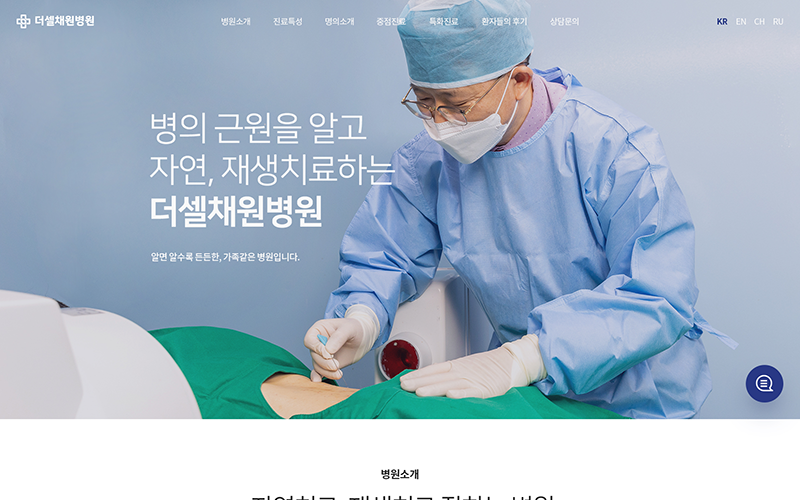 더셀채원병원
병원소개 진료특성 명의소개 중점진료 특화진료 환자들의 후기 상담문의
KR EN CH RU
병의 근원을 알고
자연, 재생치료하는
더셀채원병원
알면 알수록 든든한, 가족같은 병원입니다.
병원소개